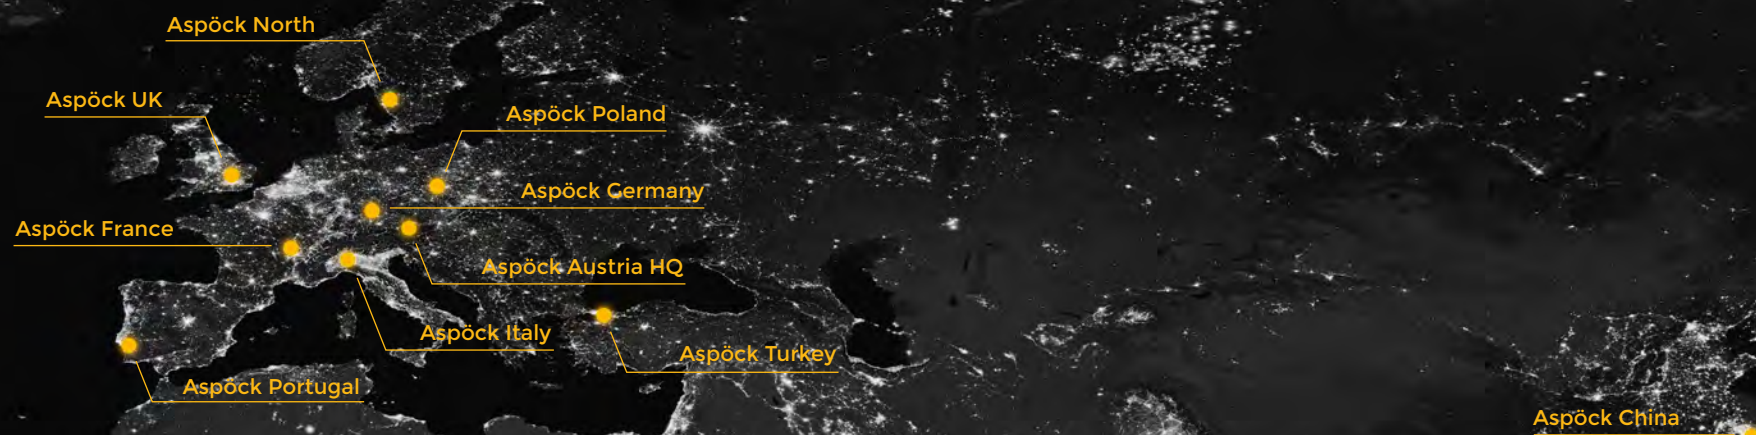 Aspöck North
Aspöck UK
Aspöck Poland
Aspöck Germany
Aspöck France
Aspöck Austria HQ
Aspöck Italy
Aspöck Turkey
Aspöck Portugal
Aspöck China